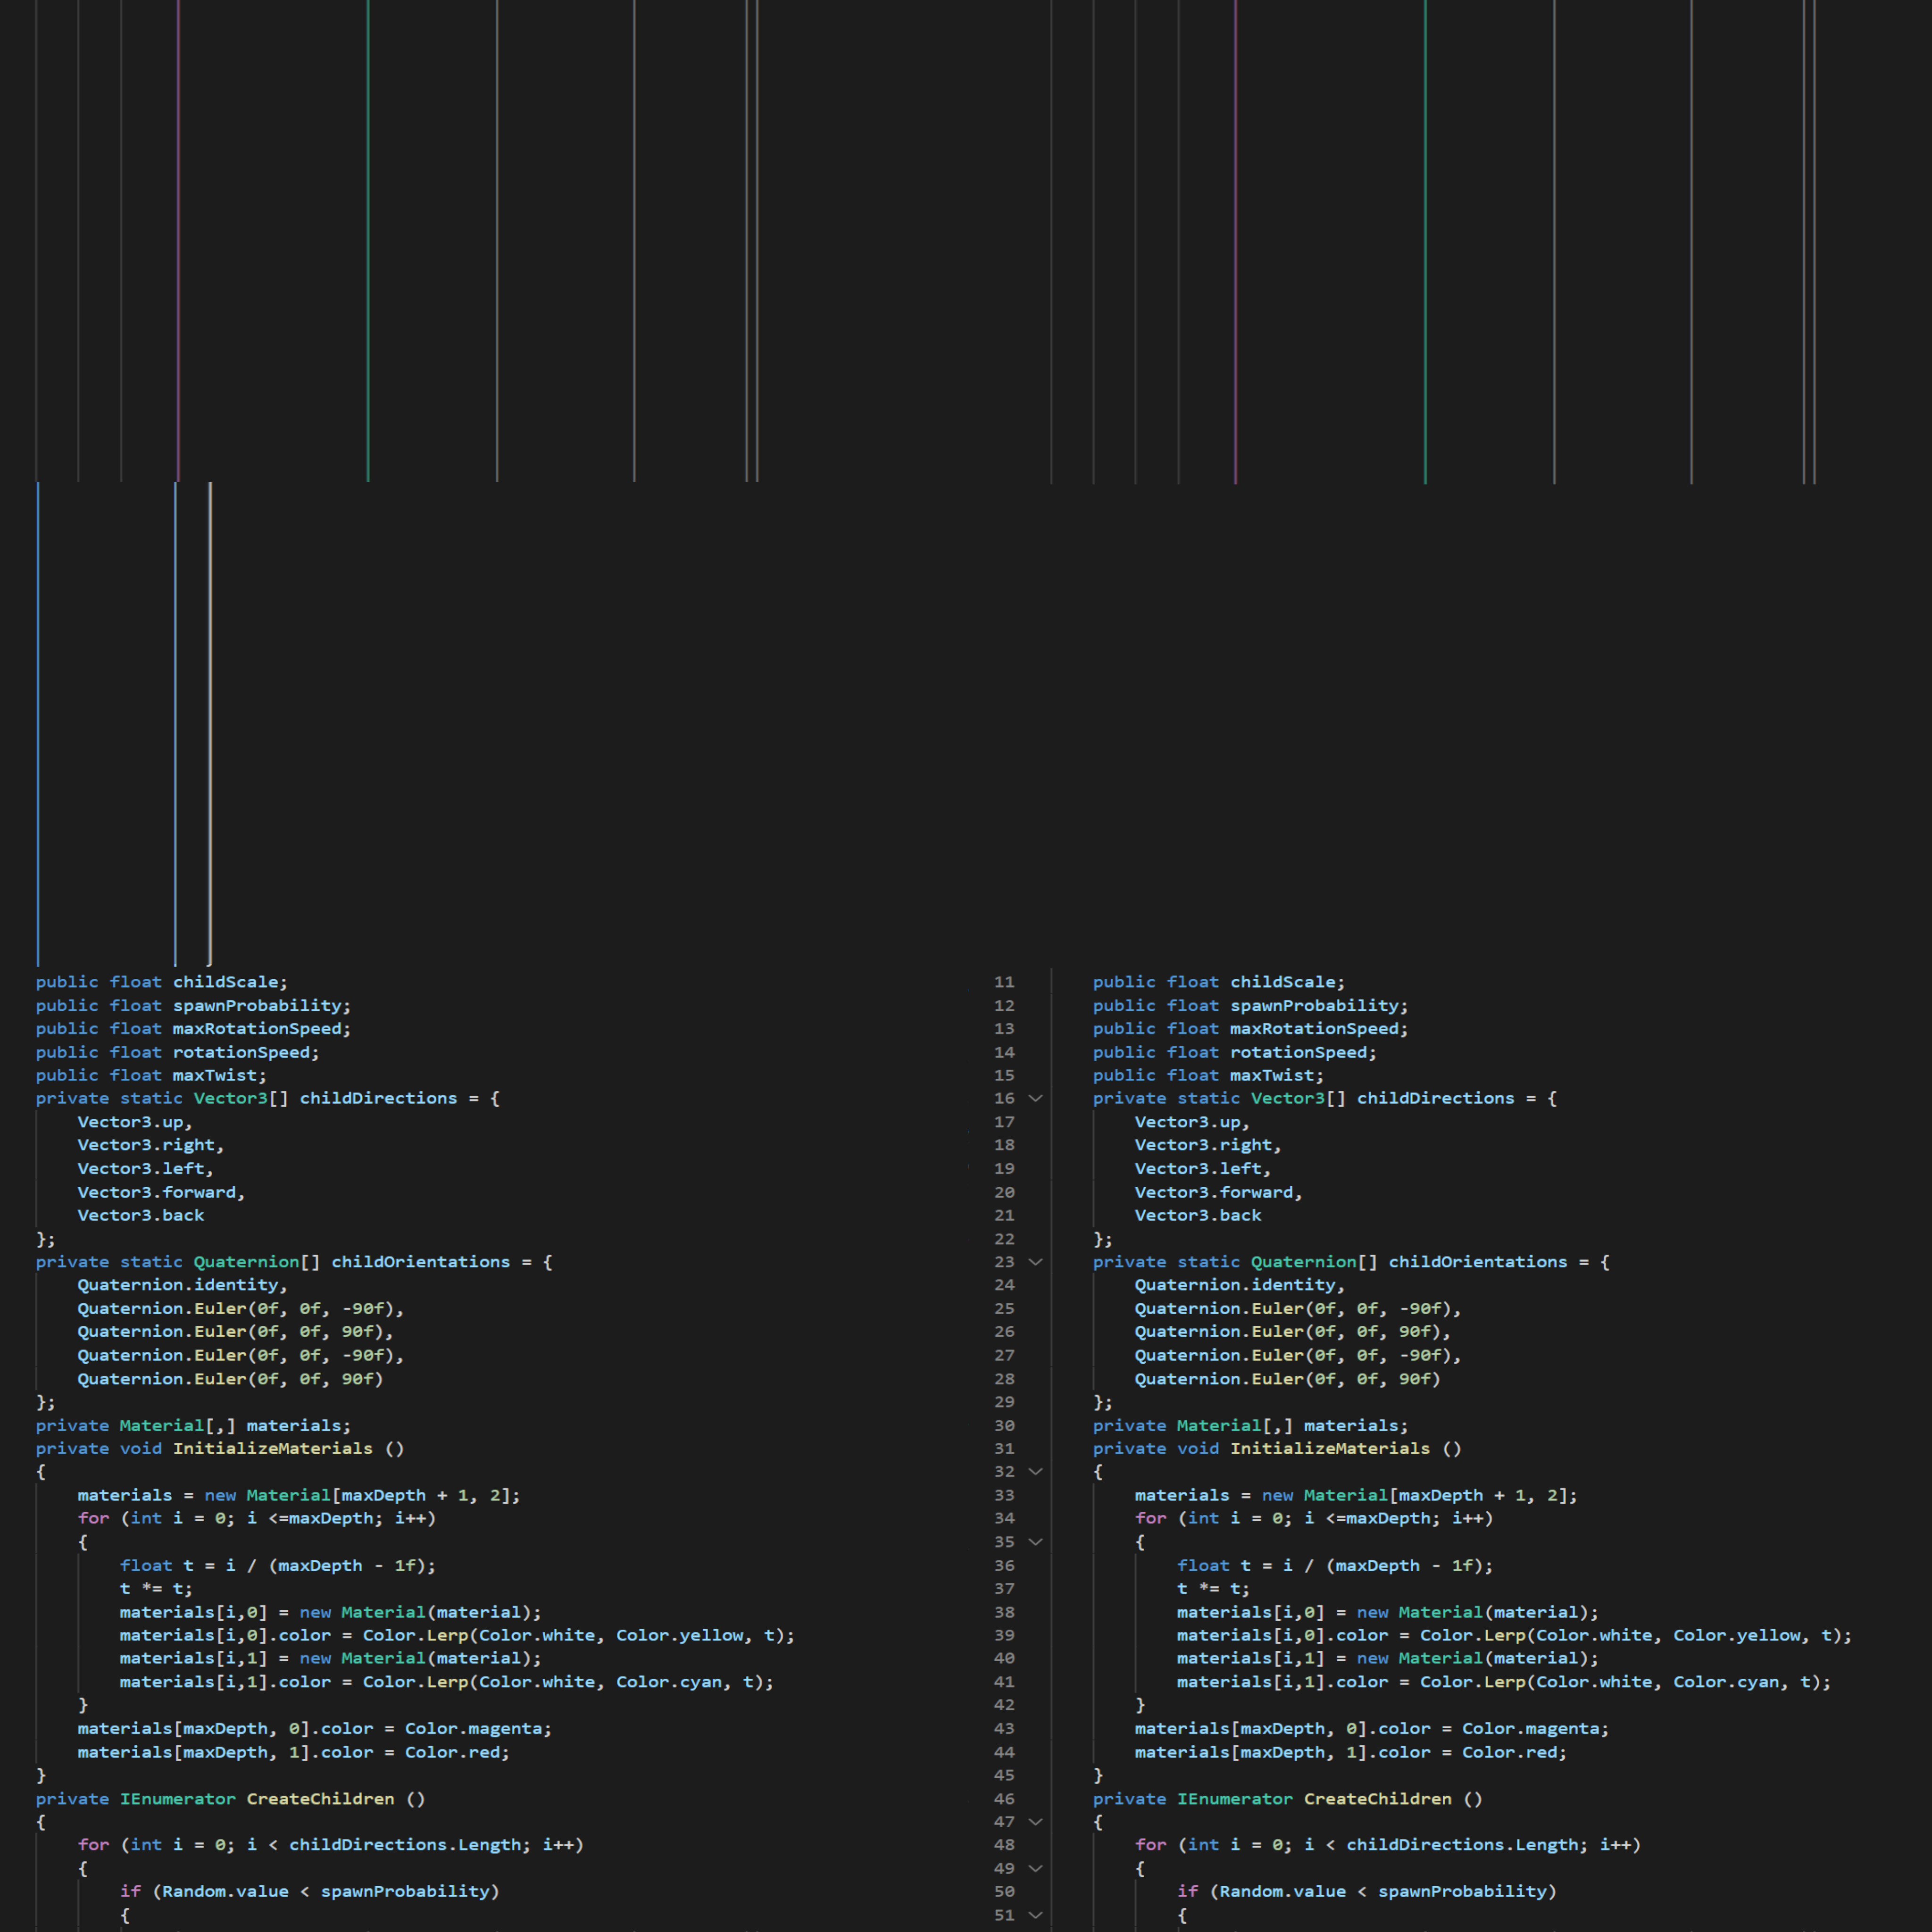 public float childScale;
public float spawnProbability;
public float maxRotationSpeed;
public float rotationSpeed;
public float maxTwist;
private static Vector3[] childDirections = {
    Vector3.up,
    Vector3.right,
    Vector3.left,
    Vector3.forward,
    Vector3.back
};
private static Quaternion[] childOrientations = {
    Quaternion.identity,
    Quaternion.Euler(0f, 0f, -90f),
    Quaternion.Euler(0f, 0f, 90f),
    Quaternion.Euler(0f, 0f, -90f),
    Quaternion.Euler(0f, 0f, 90f)
};
private Material[,] materials;
private void InitializeMaterials ()
{
    materials = new Material[maxDepth + 1, 2];
    for (int i = 0; i <=maxDepth; i++)
    {
        float t = i / (maxDepth - 1f);
        t *= t;
        materials[i,0] = new Material(material);
        materials[i,0].color = Color.Lerp(Color.white, Color.yellow, t);
        materials[i,1] = new Material(material);
        materials[i,1].color = Color.Lerp(Color.white, Color.cyan, t);
    }
    materials[maxDepth, 0].color = Color.magenta;
    materials[maxDepth, 1].color = Color.red;
}
private IEnumerator CreateChildren ()
{
    for (int i = 0; i < childDirections.Length; i++)
    {
        if (Random.value < spawnProbability)
        {
11 public float childScale;
12 public float spawnProbability;
13 public float maxRotationSpeed;
14 public float rotationSpeed;
15 public float maxTwist;
16 private static Vector3[] childDirections = {
17     Vector3.up,
18     Vector3.right,
19     Vector3.left,
20     Vector3.forward,
21     Vector3.back
22 };
23 private static Quaternion[] childOrientations = {
24     Quaternion.identity,
25     Quaternion.Euler(0f, 0f, -90f),
26     Quaternion.Euler(0f, 0f, 90f),
27     Quaternion.Euler(0f, 0f, -90f),
28     Quaternion.Euler(0f, 0f, 90f)
29 };
30 private Material[,] materials;
31 private void InitializeMaterials ()
32 {
33     materials = new Material[maxDepth + 1, 2];
34     for (int i = 0; i <=maxDepth; i++)
35     {
36         float t = i / (maxDepth - 1f);
37         t *= t;
38         materials[i,0] = new Material(material);
39         materials[i,0].color = Color.Lerp(Color.white, Color.yellow, t);
40         materials[i,1] = new Material(material);
41         materials[i,1].color = Color.Lerp(Color.white, Color.cyan, t);
42     }
43     materials[maxDepth, 0].color = Color.magenta;
44     materials[maxDepth, 1].color = Color.red;
45 }
46 private IEnumerator CreateChildren ()
47 {
48     for (int i = 0; i < childDirections.Length; i++)
49     {
50         if (Random.value < spawnProbability)
51         {